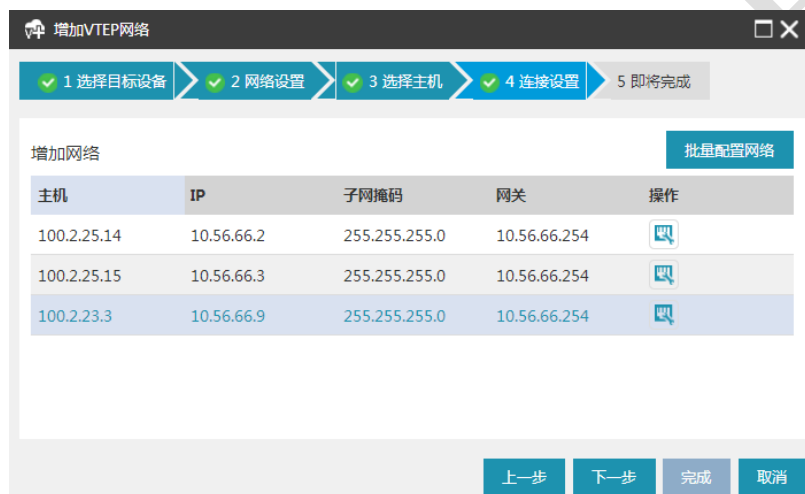 增加VTEP网络
1 选择目标设备 2 网络设置 3 选择主机 4 连接设置 5 即将完成
增加网络 批量配置网络
主机 IP 子网掩码 网关 操作
100.2.25.14 10.56.66.2 255.255.255.0 10.56.66.254
100.2.25.15 10.56.66.3 255.255.255.0 10.56.66.254
100.2.23.3 10.56.66.9 255.255.255.0 10.56.66.254
上一步 下一步 完成 取消